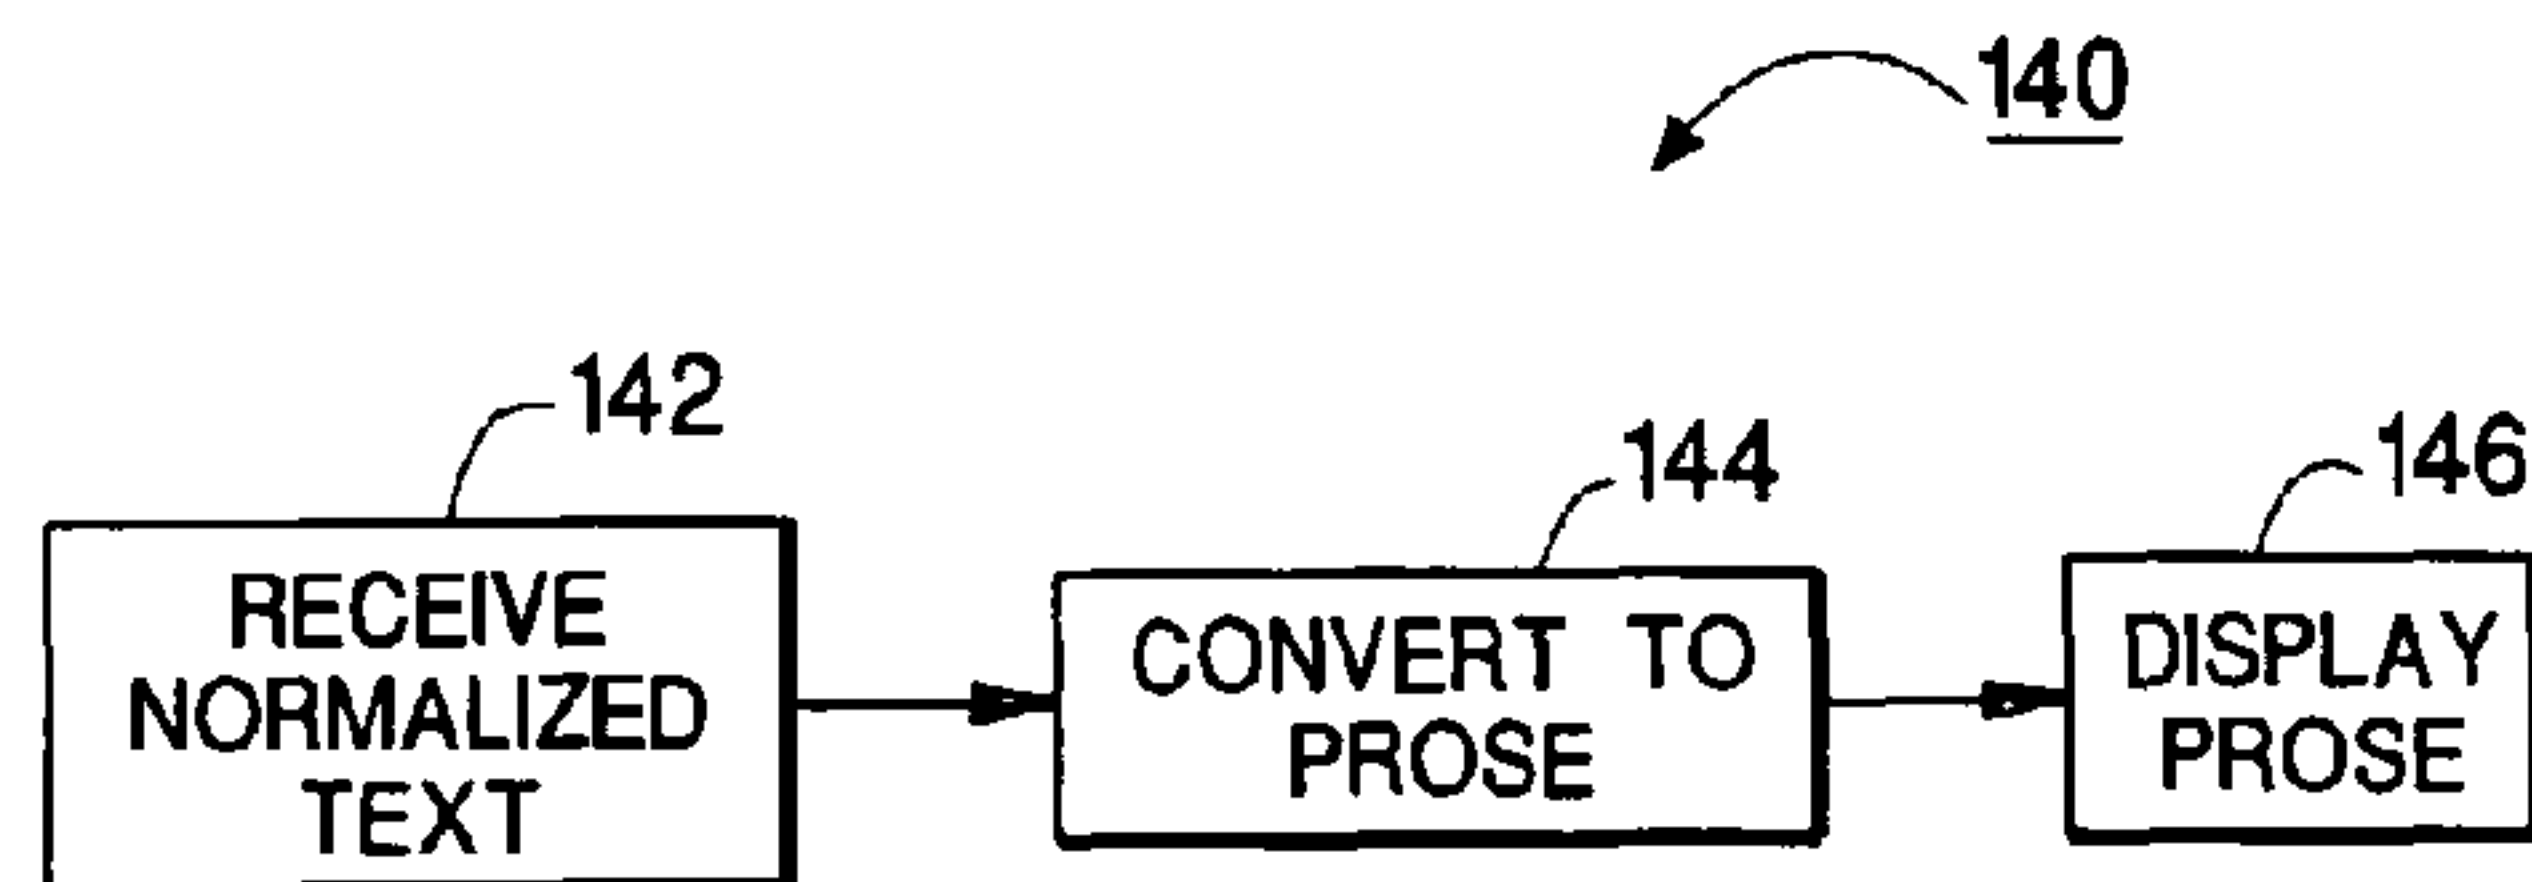 140
142
144
146
RECEIVE
NORMALIZED
TEXT
CONVERT TO
PROSE
DISPLAY
PROSE